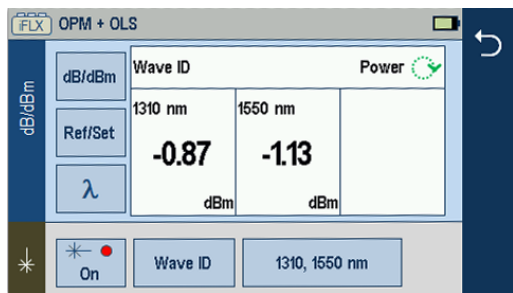 iFLX OPM + OLS
dB/dBm
dB/dBm
Ref/Set
λ
Wave ID Power
1310 nm 1550 nm
-0.87 -1.13
dBm dBm
On
Wave ID
1310, 1550 nm